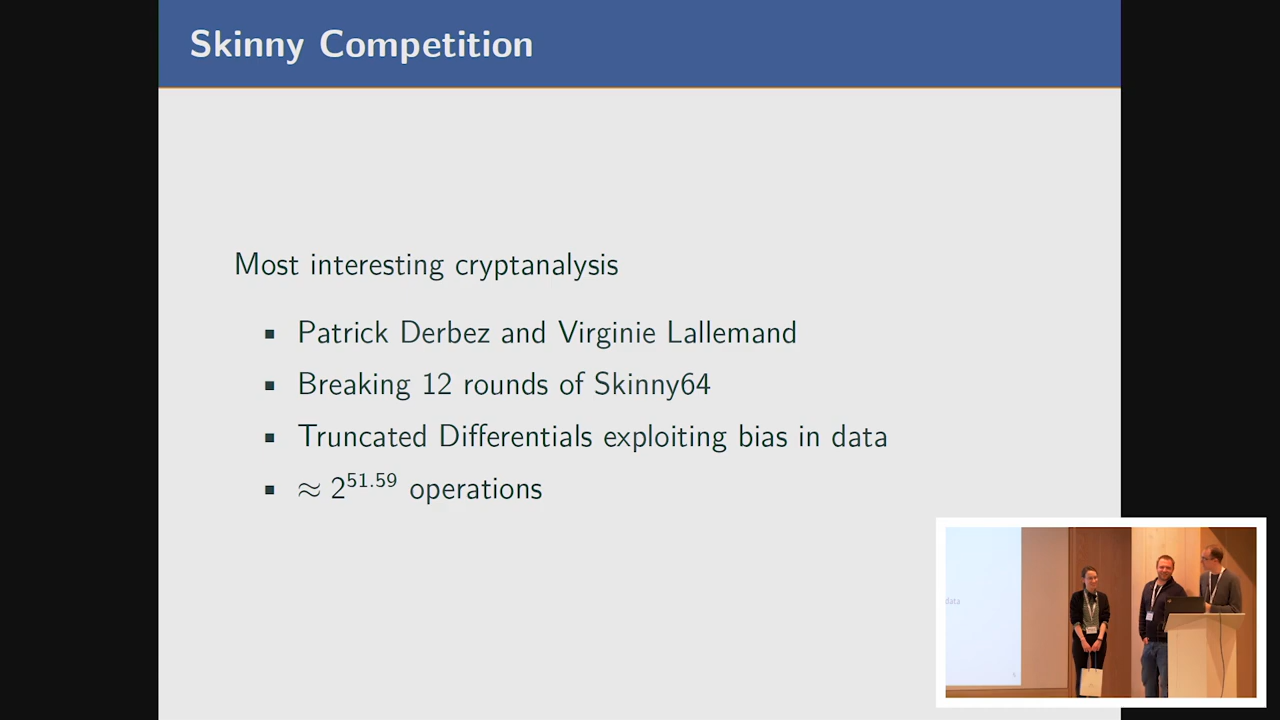 Skinny Competition
Most interesting cryptanalysis
▪ Patrick Derbez and Virginie Lallemand
▪ Breaking 12 rounds of Skinny64
▪ Truncated Differentials exploiting bias in data
▪ ≈ 2^51.59 operations
data